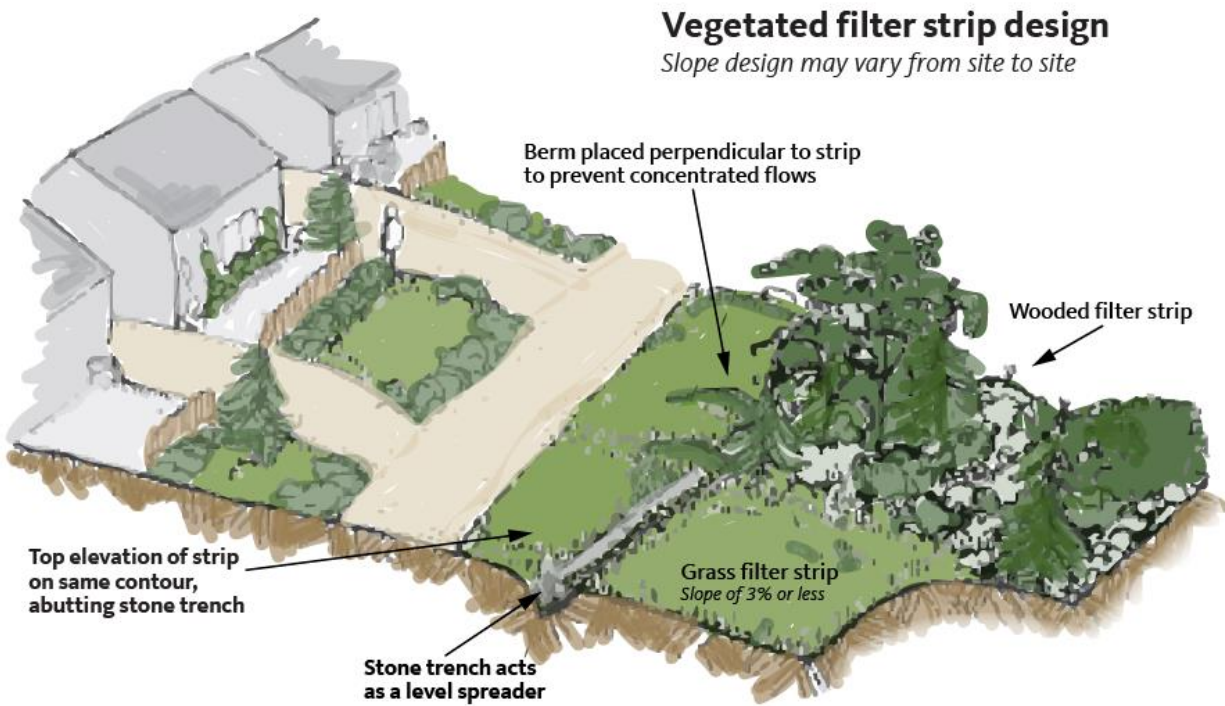 Vegetated filter strip design
Slope design may vary from site to site
Berm placed perpendicular to strip
to prevent concentrated flows
Wooded filter strip
Top elevation of strip
on same contour,
abutting stone trench
Grass filter strip
Slope of 3% or less
Stone trench acts
as a level spreader